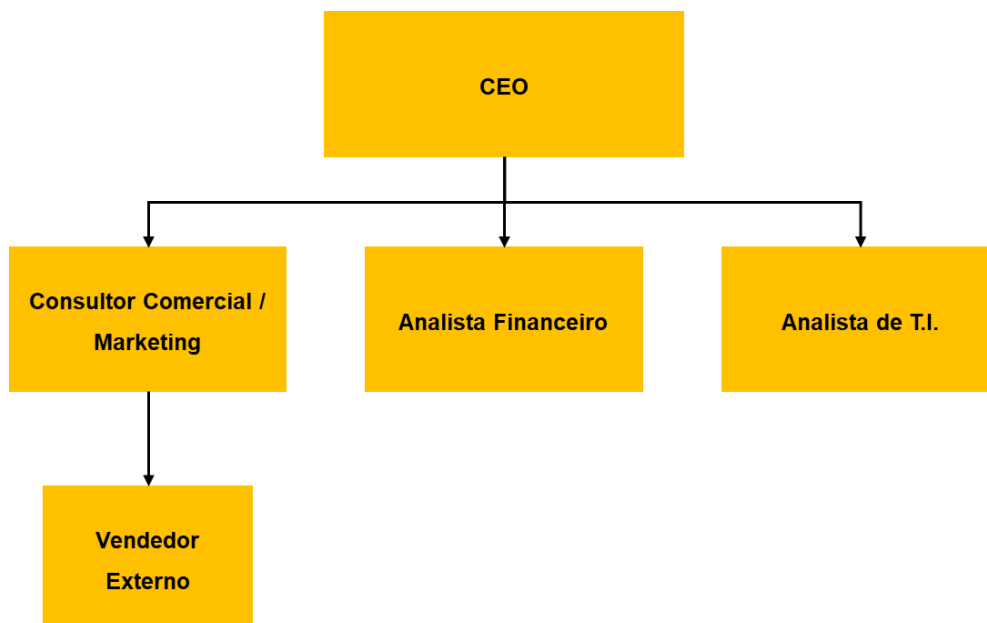 CEO
Consultor Comercial /
Marketing
Analista Financeiro
Analista de T.I.
Vendedor
Externo